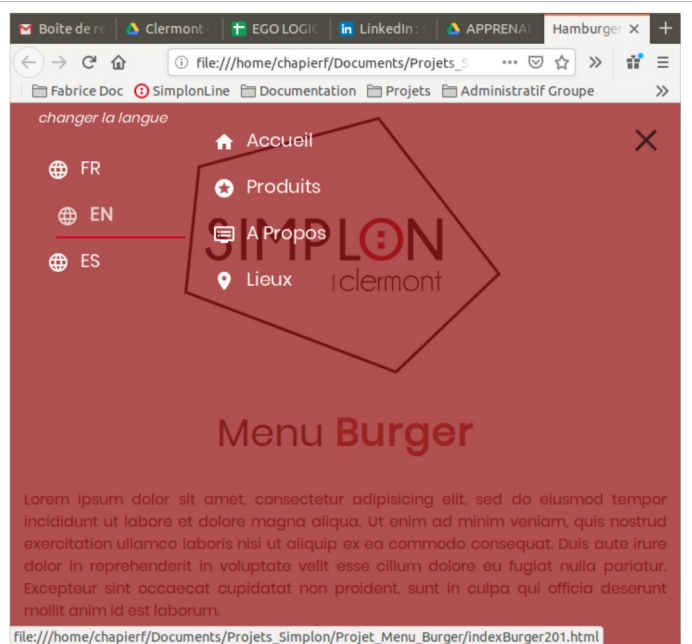 Boîte de ré
Clermont -
EGO LOGIC
LinkedIn : s
APPRENAN
Hamburger
file:///home/chapierf/Documents/Projets_S
Fabrice Doc
SimplonLine
Documentation
Projets
Administratif Groupe
changer la langue
FR
EN
ES
Accueil
Produits
A Propos
Lieux
SIMPLON
clermont
Menu Burger
Lorem ipsum dolor sit amet, consectetur adipisicing elit, sed do eiusmod tempor
incididunt ut labore et dolore magna aliqua. Ut enim ad minim veniam, quis nostrud
exercitation ullamco laboris nisi ut aliquip ex ea commodo consequat. Duis aute irure
dolor in reprehenderit in voluptate velit esse cillum dolore eu fugiat nulla pariatur.
Excepteur sint occaecat cupidatat non proident, sunt in culpa qui officia deserunt
mollit anim id est laborum.
file:///home/chapierf/Documents/Projets_Simplon/Projet_Menu_Burger/indexBurger201.html